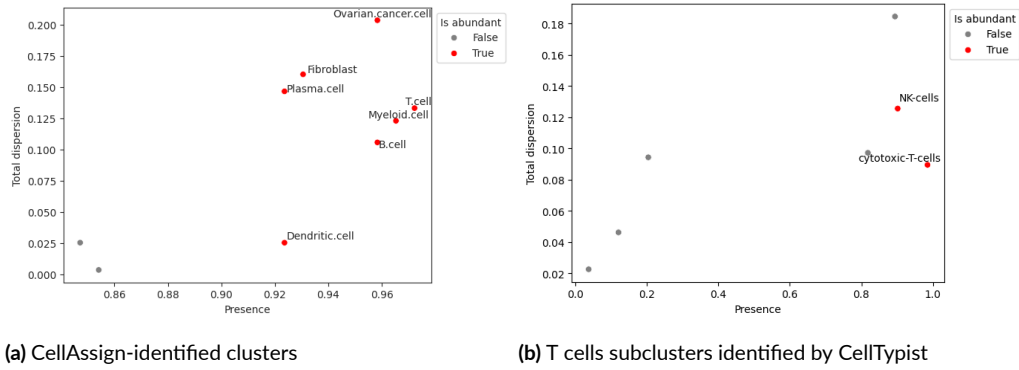 Ovarian.cancer.cell
Fibroblast
Plasma.cell
T.cell
Myeloid.cell
B.cell
Dendritic.cell
0.200
0.175
0.150
0.125
0.100
0.075
0.050
0.025
0.000
Total dispersion
0.86
0.88
0.90
0.92
0.94
0.96
Presence
Is abundant
False
True
(a) CellAssign-identified clusters
NK-cells
cytotoxic-T-cells
0.18
0.16
0.14
0.12
0.10
0.08
0.06
0.04
0.02
Total dispersion
0.0
0.2
0.4
0.6
0.8
1.0
Presence
Is abundant
False
True
(b) T cells subclusters identified by CellTypist